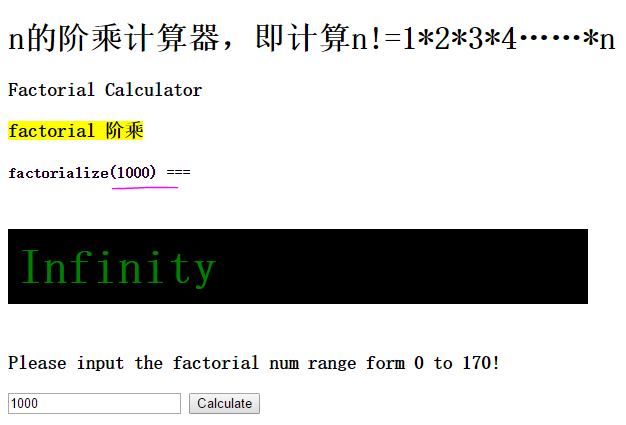 n的阶乘计算器，即计算n!=1*2*3*4……*n
Factorial Calculator
factorial 阶乘
factorialize(1000) ===
Infinity
Please input the factorial num range form 0 to 170!
1000 Calculate